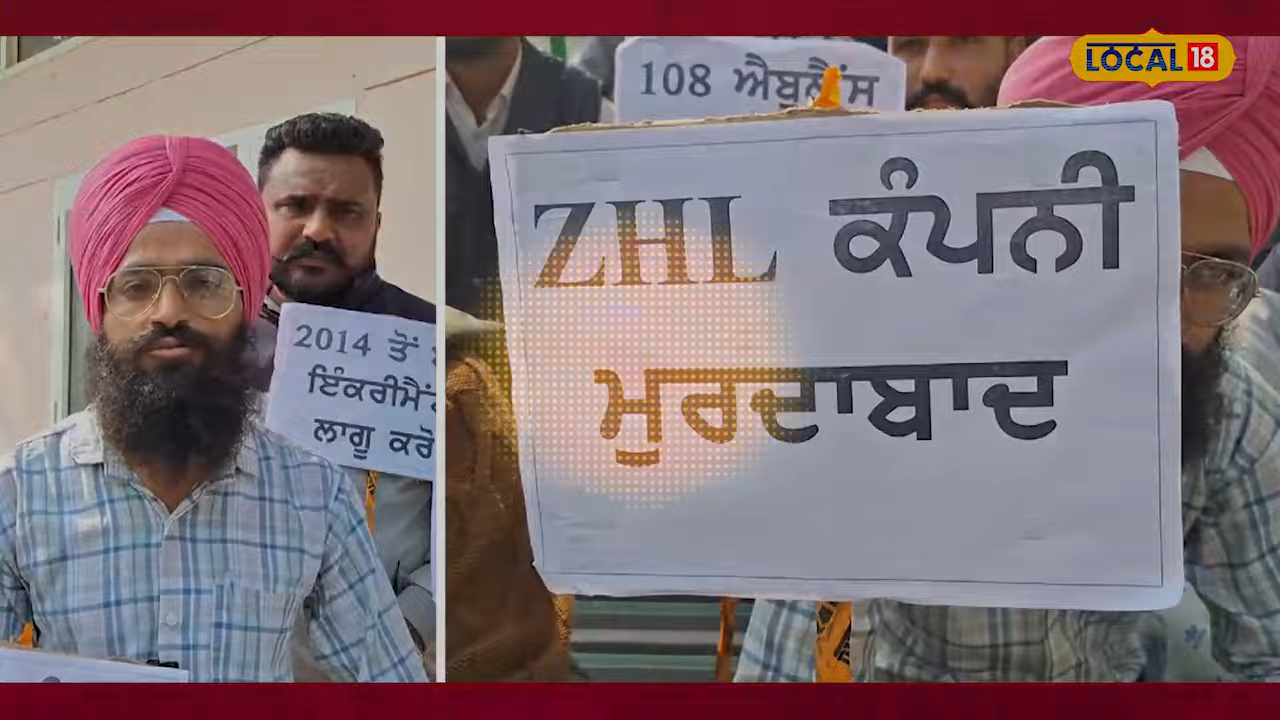 LOCAL 18
2014 ਤੋਂ
ਇੰਕਰੀਮੈਂਟ
ਲਾਗੂ ਕਰੋ
108 ਐਬੂਲੈਂਸ
ZHL ਕੰਪਨੀ
ਮੁਰਦਾਬਾਦ